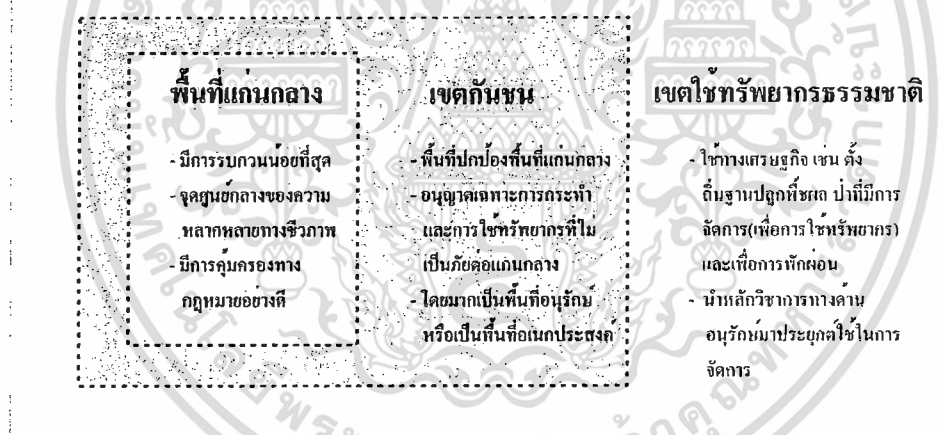 พื้นที่แก่นกลาง
- มีการรบกวนน้อยที่สุด
- จุดศูนย์กลางของความ
หลากหลายทางชีวภาพ
- มีการคุ้มครองทาง
กฎหมายอย่างดี
เขตกันชน
- พื้นที่ปกป้องพื้นที่แก่นกลาง
- อนุญาตเฉพาะการกระทำ
และการใช้ทรัพยากรที่ไม่
เป็นภัยต่อแก่นกลาง
- โดยมากเป็นพื้นที่อนุรักษ์
หรือเป็นพื้นที่อเนกประสงค์
เขตใช้ทรัพยากรธรรมชาติ
- ใช้ทางเศรษฐกิจ เช่น ตั้ง
ถิ่นฐานปลูกพืชผล ป่าที่มีการ
จัดการ(เพื่อการใช้ทรัพยากร)
และเพื่อการพักผ่อน
- นำหลักวิชาการทางด้าน
อนุรักษ์มาประยุกต์ใช้ในการ
จัดการ